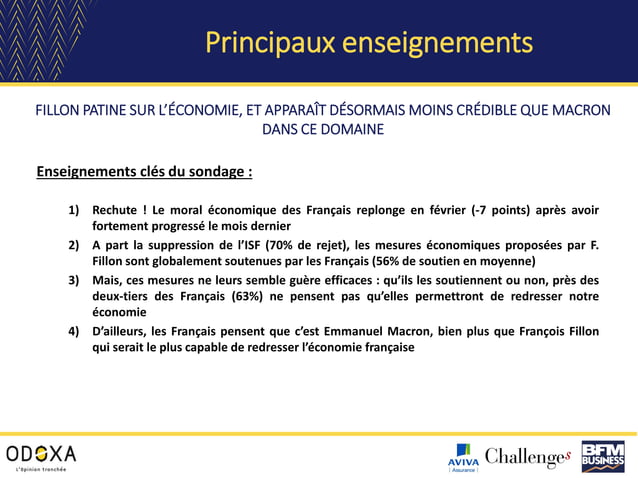 Principaux enseignements
FILLON PATINE SUR L'ÉCONOMIE, ET APPARAÎT DÉSORMAIS MOINS CRÉDIBLE QUE MACRON
DANS CE DOMAINE
Enseignements clés du sondage :
1) Rechute ! Le moral économique des Français replonge en février (-7 points) après avoir
fortement progressé le mois dernier
2) A part la suppression de l'ISF (70% de rejet), les mesures économiques proposées par F.
Fillon sont globalement soutenues par les Français (56% de soutien en moyenne)
3) Mais, ces mesures ne leurs semble guère efficaces : qu'ils les soutiennent ou non, près des
deux-tiers des Français (63%) ne pensent pas qu'elles permettront de redresser notre
économie
4) D'ailleurs, les Français pensent que c'est Emmanuel Macron, bien plus que François Fillon
qui serait le plus capable de redresser l'économie française
ODOXA
L'opinion tranchée
AVIVA
Assurance
Challenges
BFM
BUSINESS